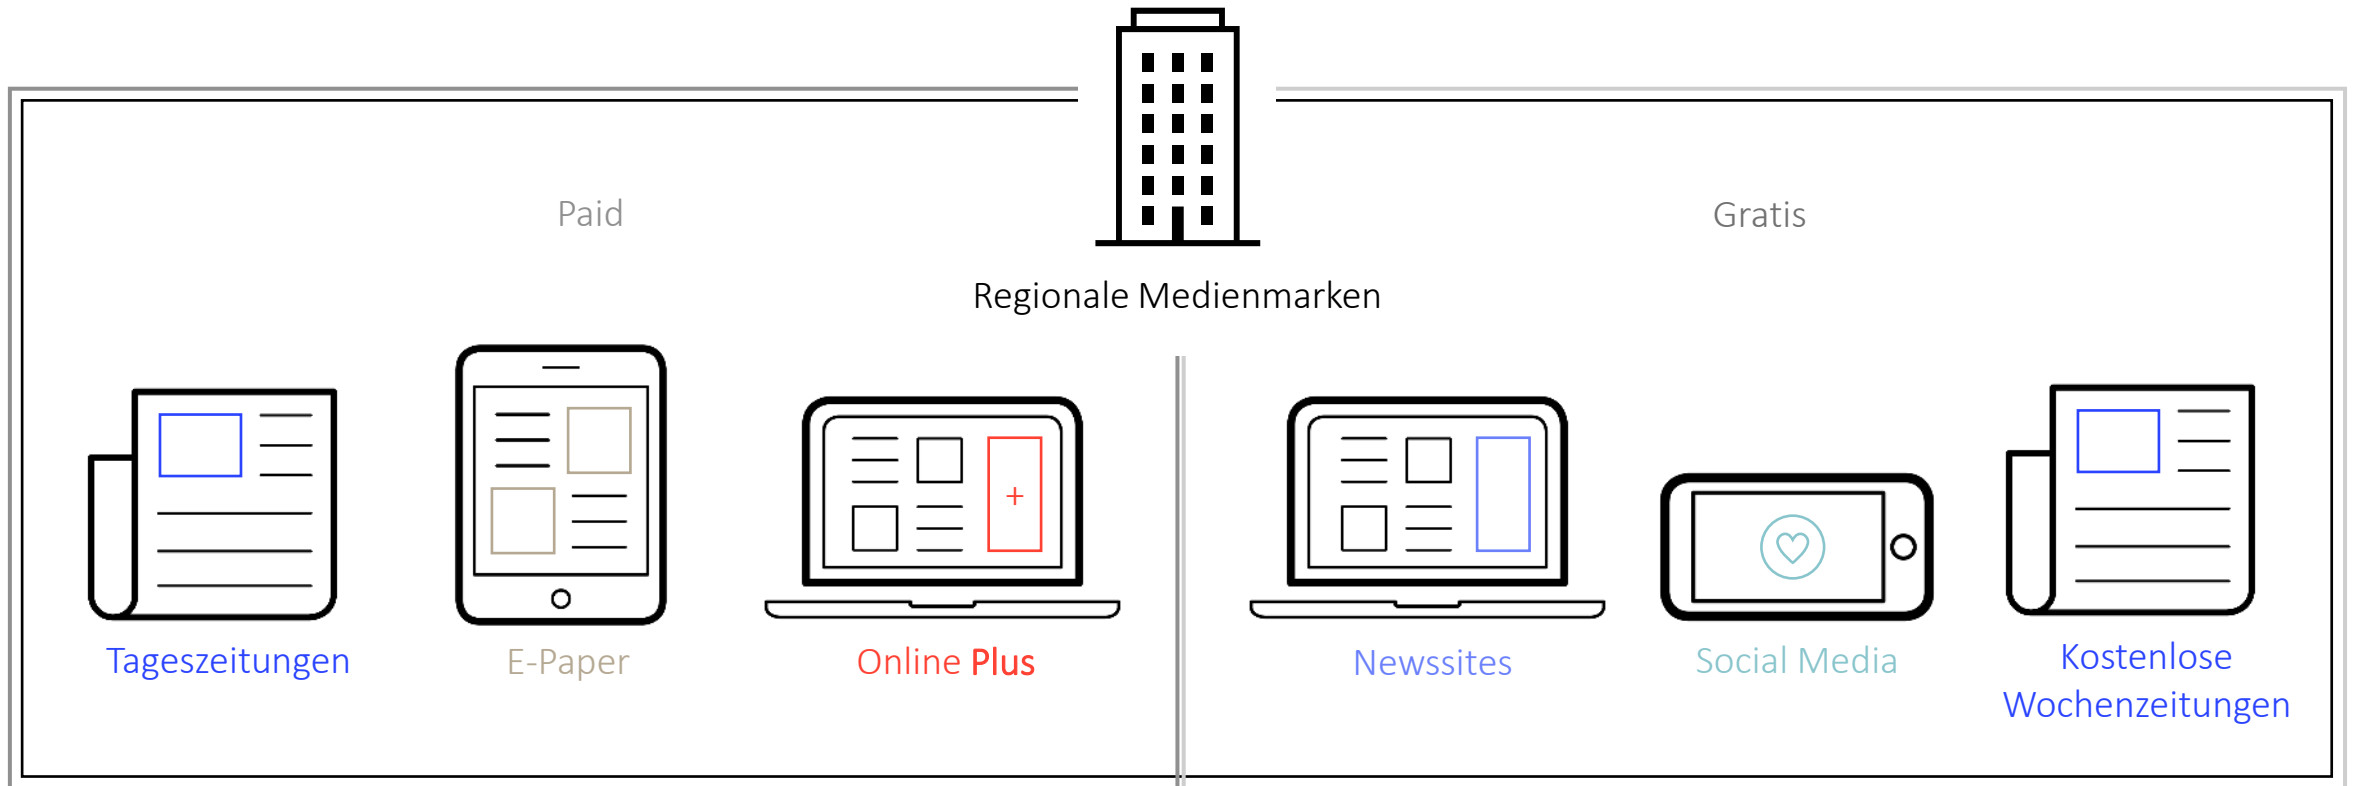 Paid
Gratis
Regionale Medienmarken
+
Tageszeitungen
E-Paper
Online Plus
Newssites
Social Media
Kostenlose
Wochenzeitungen